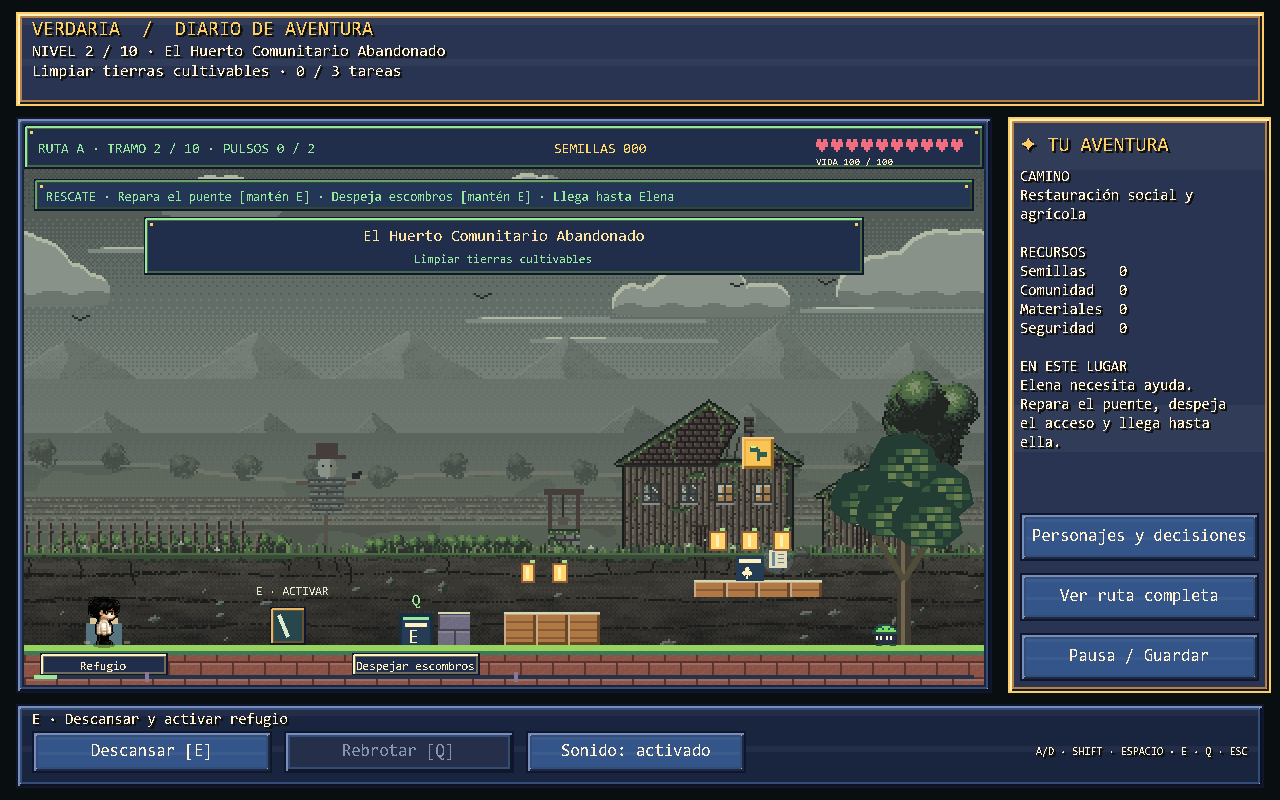 VERDARIA / DIARIO DE AVENTURA
NIVEL 2 / 10 · El Huerto Comunitario Abandonado
Limpiar tierras cultivables · 0 / 3 tareas
RUTA A · TRAMO 2 / 10 · PULSOS 0 / 2
SEMILLAS 000
VIDA 100 / 100
RESCATE · Repara el puente [mantén E] · Despeja escombros [mantén E] · Llega hasta Elena
El Huerto Comunitario Abandonado
Limpiar tierras cultivables
E · ACTIVAR
Q
E
Refugio
Despejar escombros
✦ TU AVENTURA
CAMINO
Restauración social y
agrícola
RECURSOS
Semillas 0
Comunidad 0
Materiales 0
Seguridad 0
EN ESTE LUGAR
Elena necesita ayuda.
Repara el puente, despeja
el acceso y llega hasta
ella.
Personajes y decisiones
Ver ruta completa
Pausa / Guardar
E · Descansar y activar refugio
Descansar [E]
Rebrotar [Q]
Sonido: activado
A/D · SHIFT · ESPACIO · E · Q · ESC